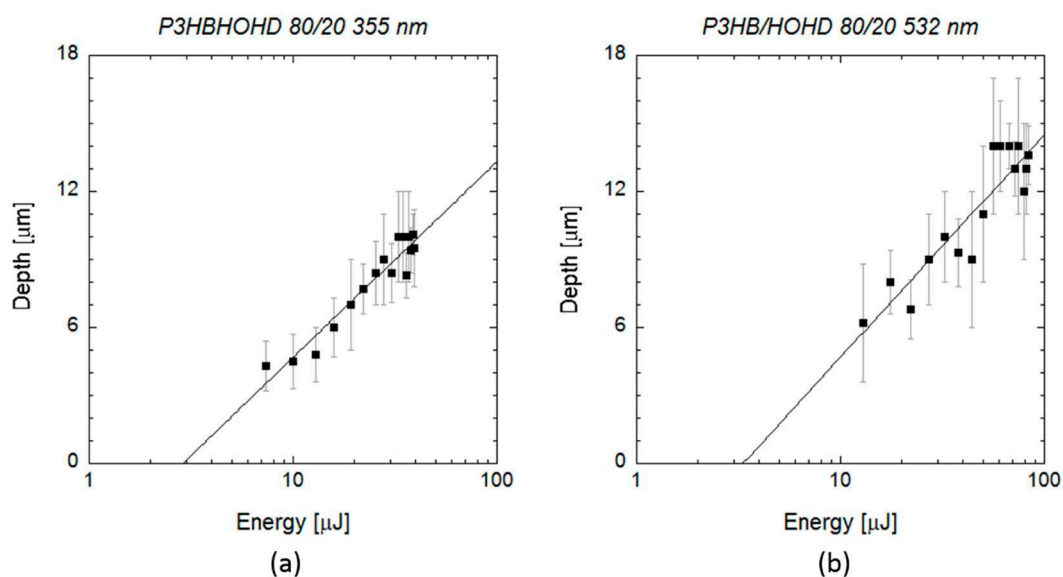 P3HBHOHD 80/20 355 nm
18
12
6
0
Depth [µm]
1
10
100
Energy [µJ]
(a)
P3HB/HOHD 80/20 532 nm
18
12
6
0
Depth [µm]
1
10
100
Energy [µJ]
(b)